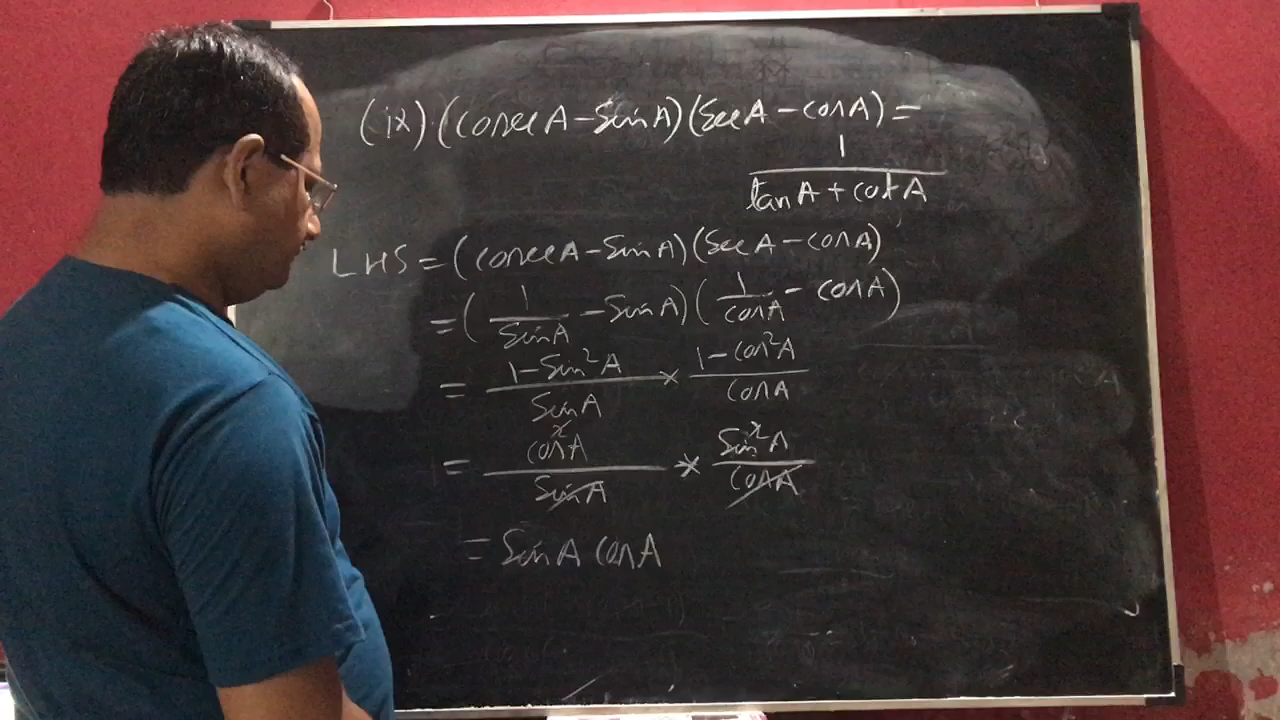 (ix) (cosecA - SinA) (SecA - cosA) =
1
tanA + cotA
LHS = (cosecA - SinA) (SecA - cosA)
= ( 1/SinA - SinA) ( 1/cosA - cosA)
= 1 - Sin²A / SinA × 1 - cos²A / cosA
= cos²A / SinA × Sin²A / cosA
= SinA cosA